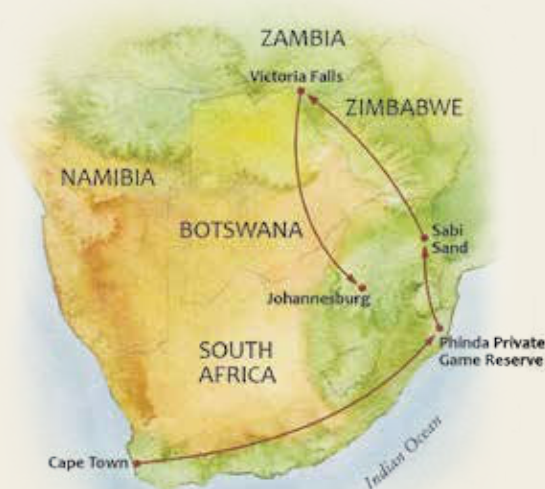 ZAMBIA
Victoria Falls
ZIMBABWE
NAMIBIA
BOTSWANA
Sabi
Sand
Johannesburg
Phinda Private
Game Reserve
SOUTH
AFRICA
Cape Town
Indian Ocean